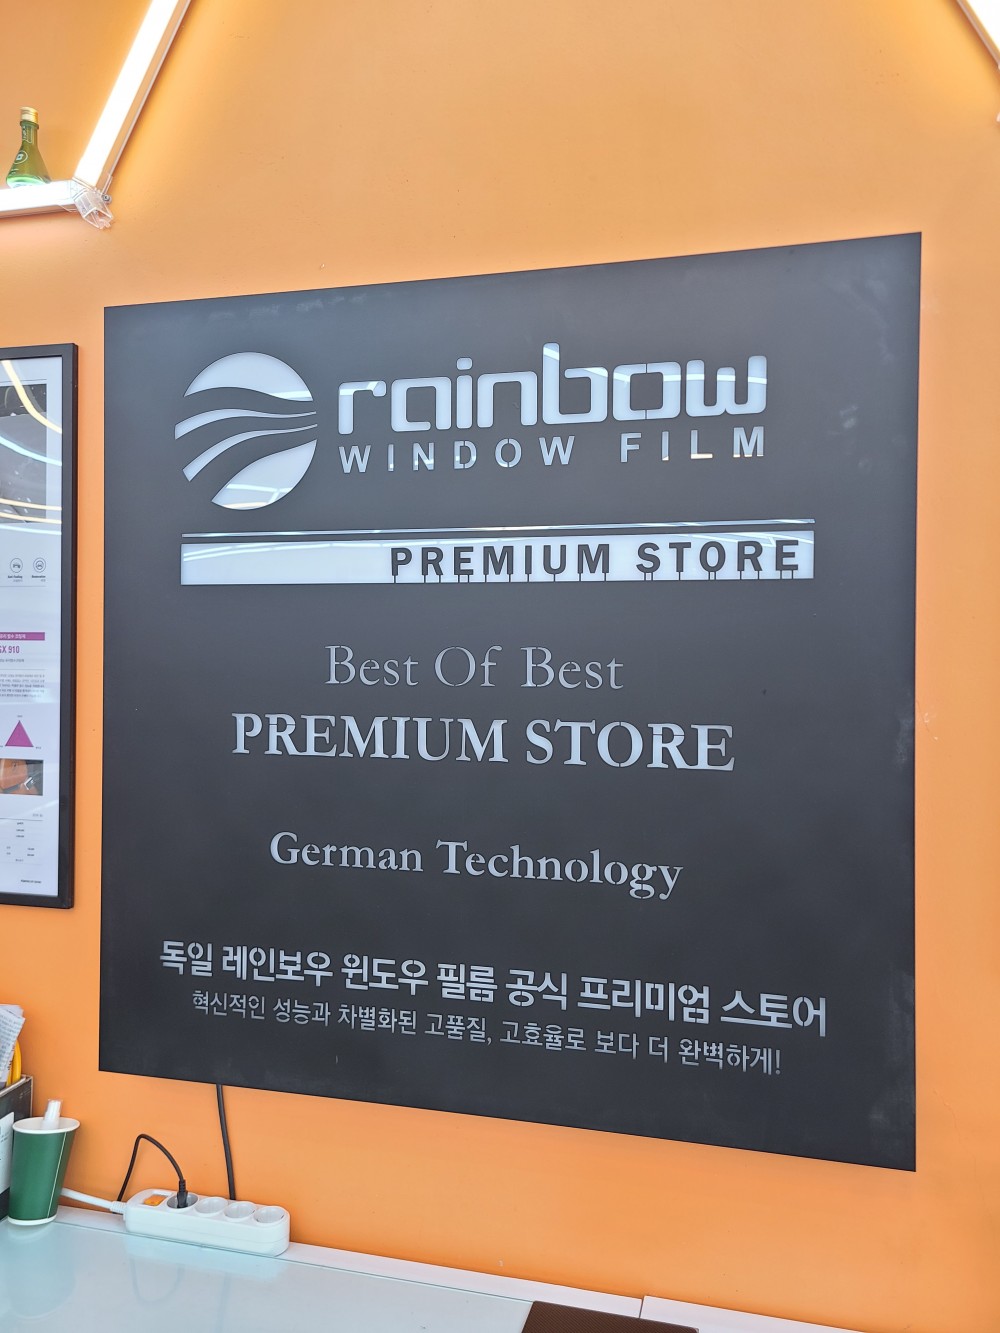 rainbow
WINDOW FILM
PREMIUM STORE
Best Of Best
PREMIUM STORE
German Technology
독일 레인보우 윈도우 필름 공식 프리미엄 스토어
혁신적인 성능과 차별화된 고품질, 고효율로 보다 더 완벽하게!